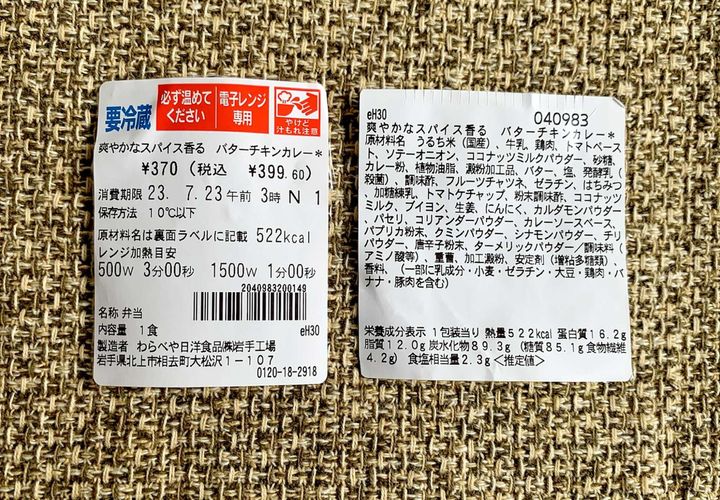 要冷蔵
必ず温めて
ください
電子レンジ
専用
やけど
汁もれ注意
爽やかなスパイス香る　バターチキンカレー＊
¥370（税込　¥399.60）
消費期限 23. 7.23午前 3時 N 1
保存方法　10℃以下
原材料名は裏面ラベルに記載 522kcal
レンジ加熱目安
500W 3分00秒　1500W 1分00秒
2040983200149
名称 弁当
内容量　1食　eH30
製造者　わらべや日洋食品㈱岩手工場
岩手県北上市相去町大松沢1－107
0120-18-2918
eH30　040983
爽やかなスパイス香る　バターチキンカレー＊
原材料名　うるち米（国産）、牛乳、鶏肉、トマトペース
ト、ソテーオニオン、ココナッツミルクパウダー、砂糖、
カレー粉、植物油脂、澱粉加工品、バター、塩、発酵乳（
殺菌）、調味酢、フルーツチャツネ、ゼラチン、はちみつ
、加糖練乳、トマトケチャップ、粉末調味酢、ココナッツ
ミルク、ブイヨン、生姜、にんにく、カルダモンパウダー
、パセリ、コリアンダーパウダー、カレーソースベース、
パプリカ粉末、クミンパウダー、シナモンパウダー、チリ
パウダー、唐辛子粉末、ターメリックパウダー／調味料（
アミノ酸等）、重曹、加工澱粉、安定剤（増粘多糖類）、
香料、（一部に乳成分・小麦・ゼラチン・大豆・鶏肉・バ
ナナ・豚肉を含む）
栄養成分表示　1包装当り　熱量522kcal　蛋白質16.2g
脂質12.0g 炭水化物89.3g（糖質85.1g 食物繊維
4.2g）　食塩相当量2.3g＜推定値＞